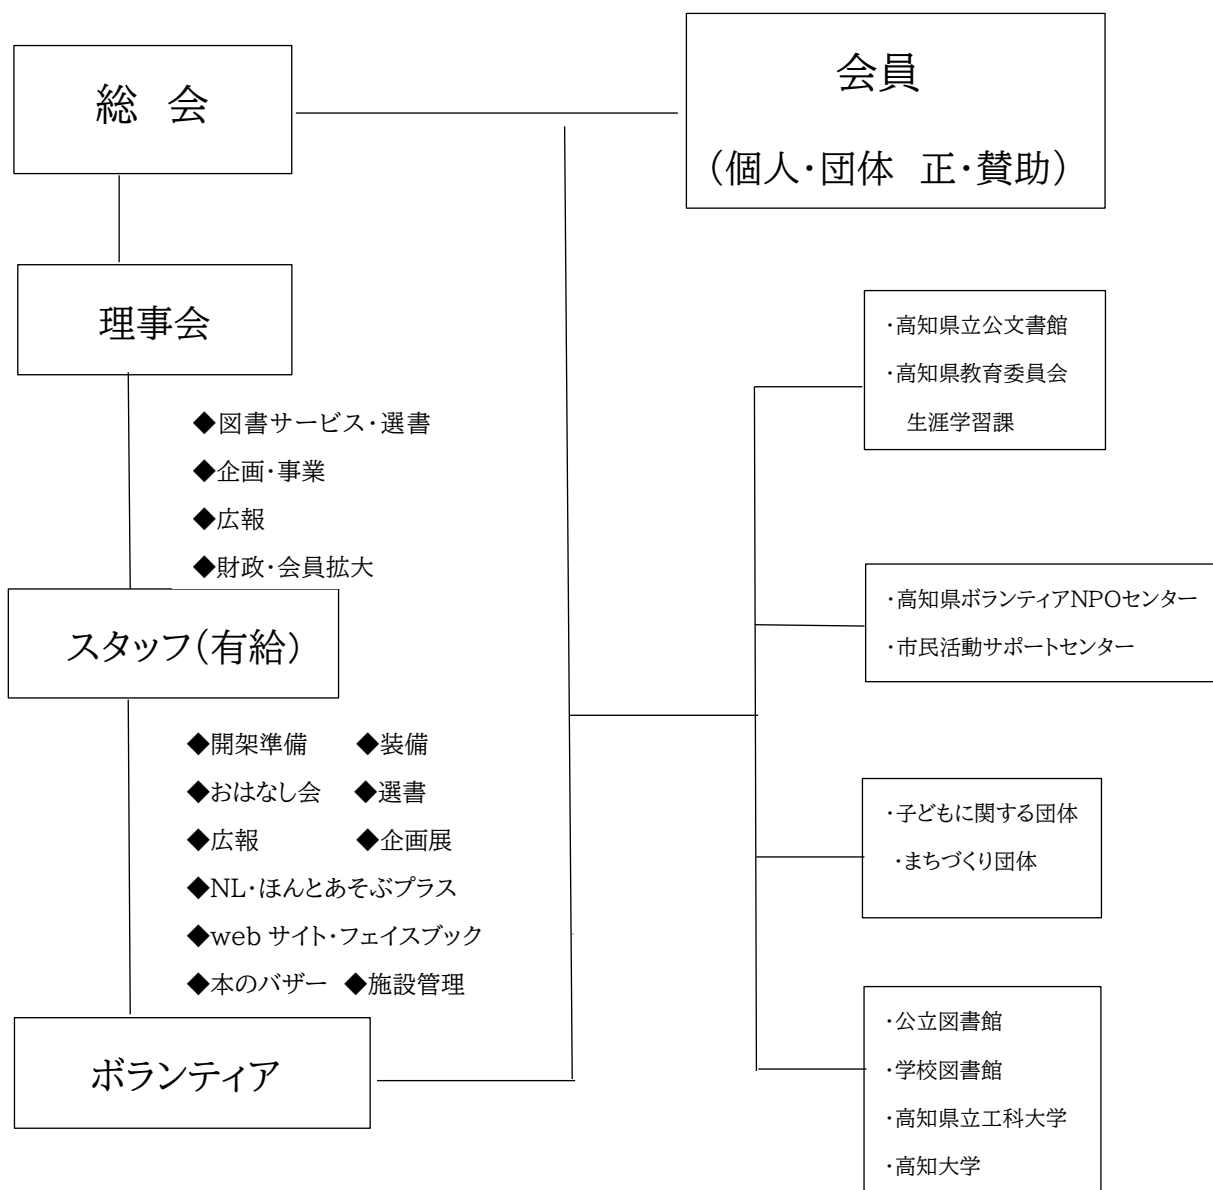 総　会
会員
（個人・団体　正・賛助）
理事会
◆図書サービス・選書
◆企画・事業
◆広報
◆財政・会員拡大
スタッフ（有給）
◆開架準備　　◆装備
◆おはなし会　◆選書
◆広報　　　　◆企画展
◆NL・ほんとあそぶプラス
◆web サイト・フェイスブック
◆本のバザー　◆施設管理
ボランティア
・高知県立公文書館
・高知県教育委員会
生涯学習課
・高知県ボランティアNPOセンター
・市民活動サポートセンター
・子どもに関する団体
・まちづくり団体
・公立図書館
・学校図書館
・高知県立工科大学
・高知大学